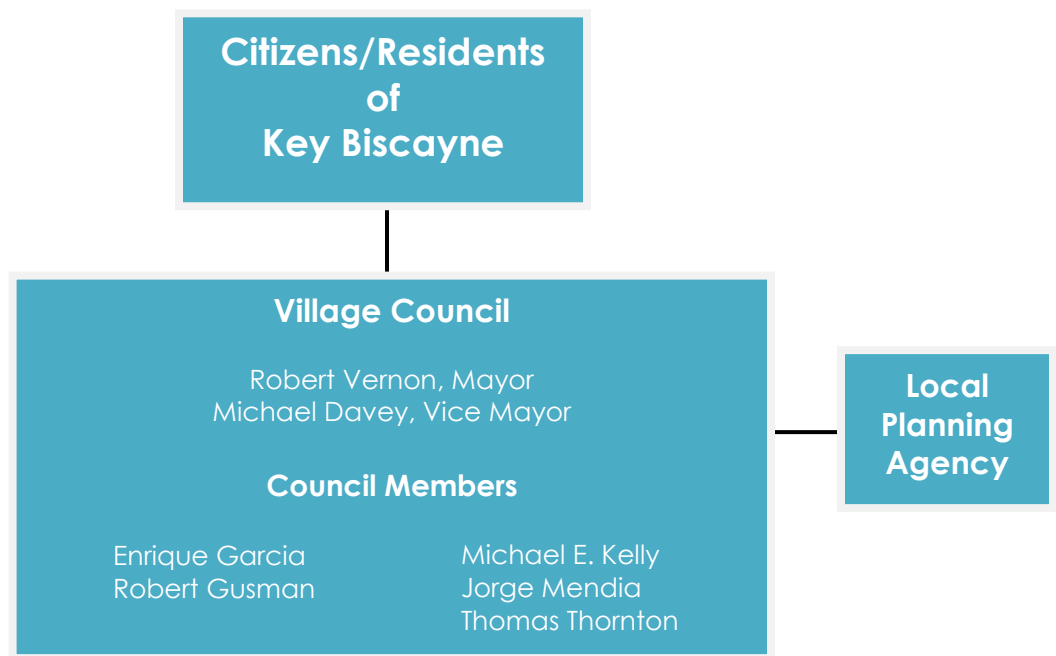 Citizens/Residents
of
Key Biscayne
Village Council
Robert Vernon, Mayor
Michael Davey, Vice Mayor
Council Members
Enrique Garcia
Robert Gusman
Michael E. Kelly
Jorge Mendia
Thomas Thornton
Local
Planning
Agency